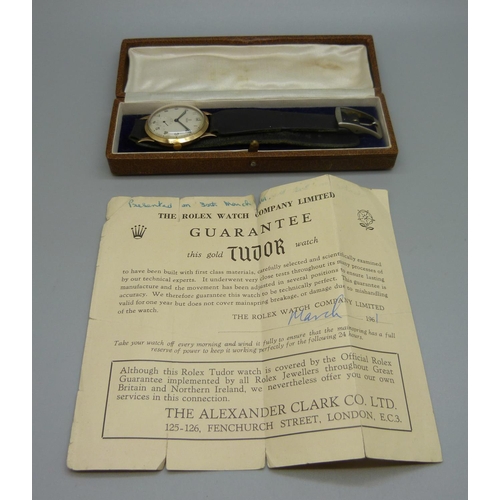 Presented on 30th March
THE ROLEX WATCH COMPANY LIMITED
GUARANTEE
this gold TUDOR watch
to have been built with first class materials, carefully selected and scientifically examined
by our technical experts. It underwent very close tests throughout its many processes of
manufacture and the movement has been adjusted in several positions to ensure lasting
accuracy. We therefore guarantee this watch to be technically perfect. This guarantee is
valid for one year but does not cover mainspring breakage, or damage due to mishandling
of the watch.
THE ROLEX WATCH COMPANY LIMITED
March 1961
Take your watch off every morning and wind it fully to ensure that the mainspring has a full
reserve of power to keep it working perfectly for the following 24 hours.
Although this Rolex Tudor watch is covered by the Official Rolex
Guarantee implemented by all Rolex Jewellers throughout Great
Britain and Northern Ireland, we nevertheless offer you our own
services in this connection.
THE ALEXANDER CLARK CO. LTD.
125-126, FENCHURCH STREET, LONDON, E.C.3.